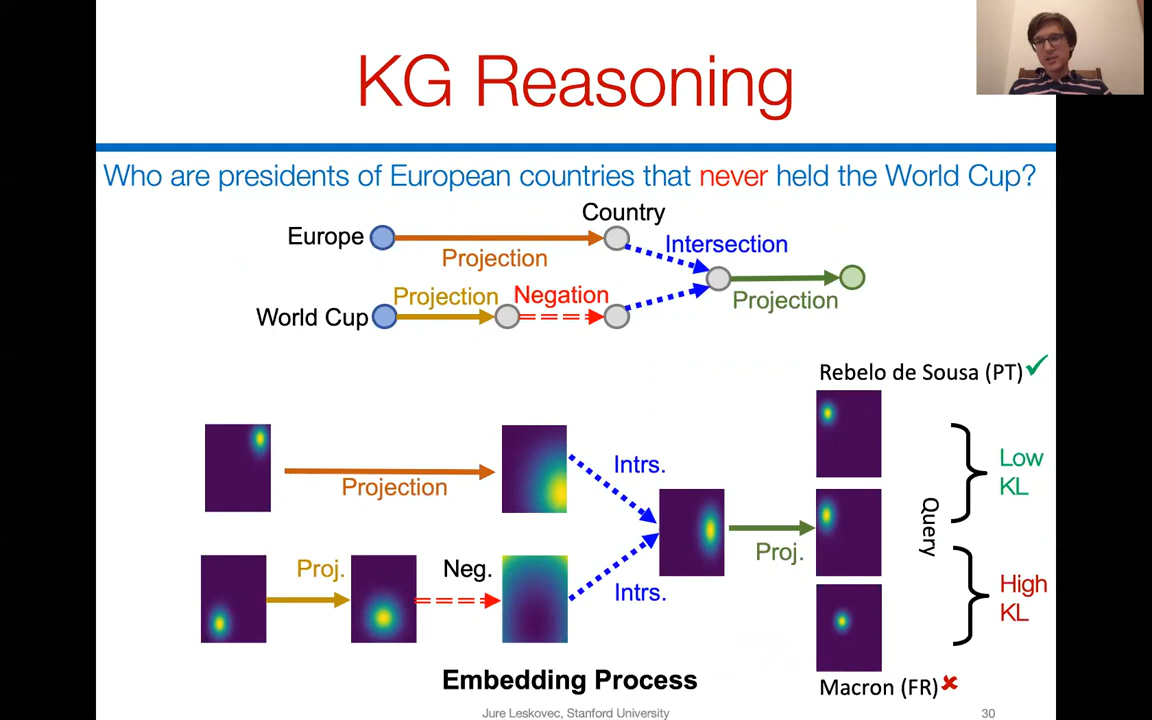 KG Reasoning
Who are presidents of European countries that never held the World Cup?
Country
Europe
Intersection
Projection
Projection
Negation
Projection
World Cup
Rebelo de Sousa (PT)
Intrs.
Low
KL
Projection
Query
Proj.
Proj.
Neg.
Intrs.
High
KL
Embedding Process
Macron (FR)
Jure Leskovec, Stanford University
30